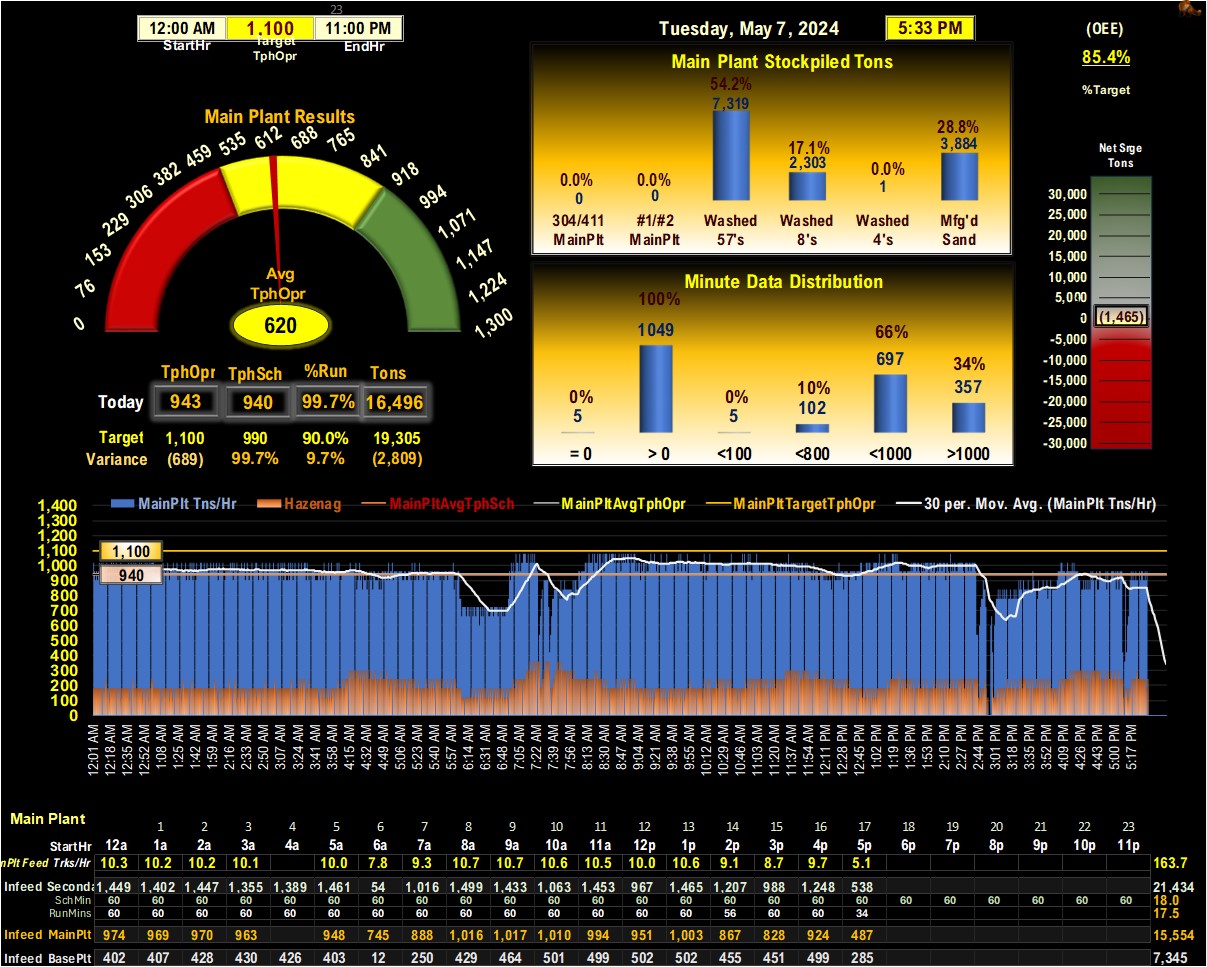 23
12:00 AM 1,100 11:00 PM
StartHr Target EndHr
TphOpr
Tuesday, May 7, 2024 5:33 PM
(OEE)
85.4%
%Target
Main Plant Stockpiled Tons
54.2% 7,319
17.1% 2,303
28.8% 3,884
0.0% 0.0% 0.0%
0 0 1
304/411 #1/#2 Washed Washed Washed Mfg'd
MainPlt MainPlt 57's 8's 4's Sand
Main Plant Results
0 76 153 229 306 382 459 535 612 688 765 841 918 994 1,071 1,147 1,224 1,300
Avg
TphOpr
620
TphOpr TphSch %Run Tons
Today 943 940 99.7% 16,496
Target 1,100 990 90.0% 19,305
Variance (689) 99.7% 9.7% (2,809)
Minute Data Distribution
100% 1049
66% 697
34% 357
0% 0% 10%
5 5 102
= 0 > 0 <100 <800 <1000 >1000
Net Srge
Tons
30,000
25,000
20,000
15,000
10,000
5,000
0 (1,465)
-5,000
-10,000
-15,000
-20,000
-25,000
-30,000
MainPlt Tns/Hr Hazenag MainPltAvgTphSch MainPltAvgTphOpr MainPltTargetTphOpr 30 per. Mov. Avg. (MainPlt Tns/Hr)
1,400
1,300
1,200
1,100 1,100
1,000
900 940
800
700
600
500
400
300
200
100
0
12:01 AM 12:18 AM 12:35 AM 12:52 AM 1:08 AM 1:25 AM 1:42 AM 1:59 AM 2:16 AM 2:33 AM 2:50 AM 3:07 AM 3:24 AM 3:41 AM 3:58 AM 4:15 AM 4:32 AM 4:49 AM 5:06 AM 5:23 AM 5:40 AM 5:57 AM 6:14 AM 6:31 AM 6:48 AM 7:05 AM 7:22 AM 7:39 AM 7:56 AM 8:13 AM 8:30 AM 8:47 AM 9:04 AM 9:21 AM 9:38 AM 9:55 AM 10:12 AM 10:29 AM 10:46 AM 11:03 AM 11:20 AM 11:37 AM 11:54 AM 12:11 PM 12:28 PM 12:45 PM 1:02 PM 1:19 PM 1:36 PM 1:53 PM 2:10 PM 2:27 PM 2:44 PM 3:01 PM 3:18 PM 3:35 PM 3:52 PM 4:09 PM 4:26 PM 4:43 PM 5:00 PM 5:17 PM
Main Plant 1 2 3 4 5 6 7 8 9 10 11 12 13 14 15 16 17 18 19 20 21 22 23
StartHr 12a 1a 2a 3a 4a 5a 6a 7a 8a 9a 10a 11a 12p 1p 2p 3p 4p 5p 6p 7p 8p 9p 10p 11p
nPlt Feed Trks/Hr 10.3 10.2 10.2 10.1 10.0 7.8 9.3 10.7 10.7 10.6 10.5 10.0 10.6 9.1 8.7 9.7 5.1 163.7
Infeed Seconda 1,449 1,402 1,447 1,355 1,389 1,461 54 1,016 1,499 1,433 1,063 1,453 967 1,465 1,207 988 1,248 538 21,434
SchMin 60 60 60 60 60 60 60 60 60 60 60 60 60 60 60 60 60 60 60 60 60 60 60 60 18.0
RunMins 60 60 60 60 60 60 60 60 60 60 60 60 60 60 56 60 60 34 17.5
Infeed MainPlt 974 969 970 963 948 745 888 1,016 1,017 1,010 994 951 1,003 867 828 924 487 15,554
Infeed BasePlt 402 407 428 430 426 403 12 250 429 464 501 499 502 502 455 451 499 285 7,345